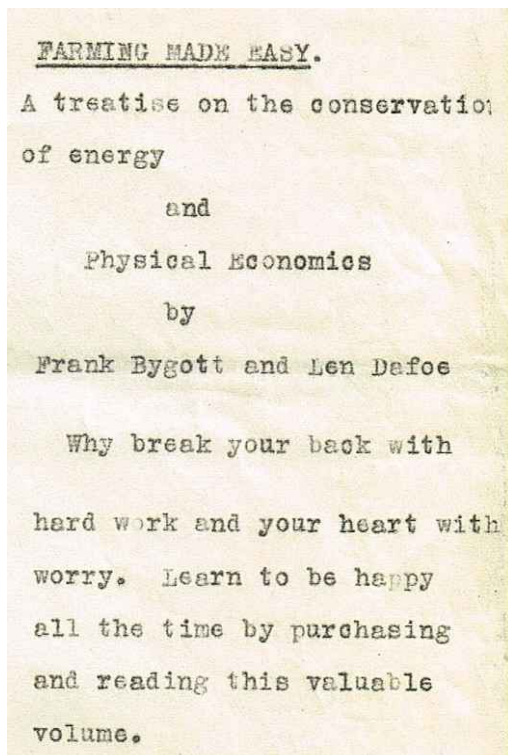 FARMING MADE EASY.
A treatise on the conservation
of energy
and
Physical Economics
by
Frank Bygott and Len Dafoe
Why break your back with
hard work and your heart with
worry. Learn to be happy
all the time by purchasing
and reading this valuable
volume.